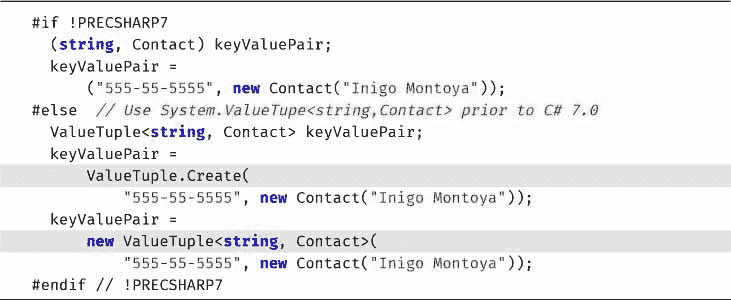 #if !PRECSHARP7
(string, Contact) keyValuePair;
keyValuePair =
("555-55-5555", new Contact("Inigo Montoya"));
#else // Use System.ValueTupe<string,Contact> prior to C# 7.0
ValueTuple<string, Contact> keyValuePair;
keyValuePair =
ValueTuple.Create(
"555-55-5555", new Contact("Inigo Montoya"));
keyValuePair =
new ValueTuple<string, Contact>(
"555-55-5555", new Contact("Inigo Montoya"));
#endif // !PRECSHARP7